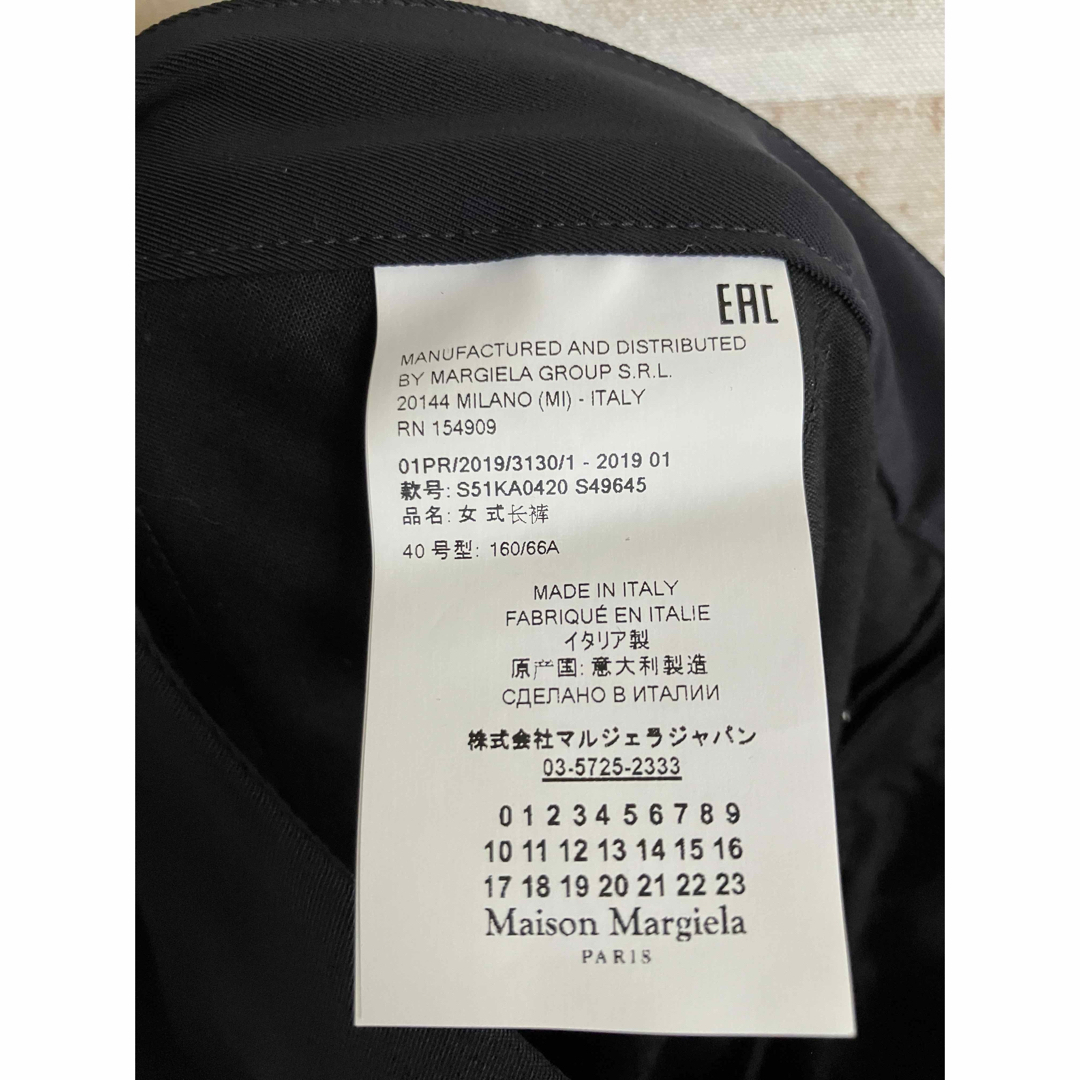 EAC
MANUFACTURED AND DISTRIBUTED
BY MARGIELA GROUP S.R.L.
20144 MILANO (MI) - ITALY
RN 154909
01PR/2019/3130/1 - 2019 01
款号: S51KA0420 S49645
品名: 女 式长裤
40 号型: 160/66A
MADE IN ITALY
FABRIQUÉ EN ITALIE
イタリア製
原产国: 意大利製造
СДЕЛАНО В ИТАЛИИ
株式会社マルジェラジャパン
03-5725-2333
0 1 2 3 4 5 6 7 8 9
10 11 12 13 14 15 16
17 18 19 20 21 22 23
Maison Margiela
PARIS